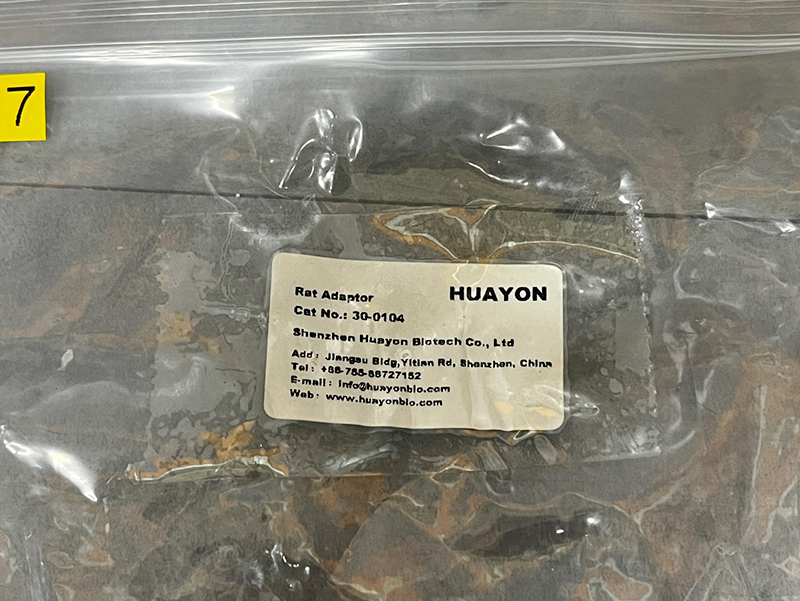 7
Rat Adaptor HUAYON
Cat No.: 30-0104
Shenzhen Huayon Biotech Co., Ltd
Add: Jiangsu Bldg,Yitian Rd, Shenzhen, China
Tel: +86-755-88727152
E-mail: info@huayonbio.com
Web: www.huayonbio.com